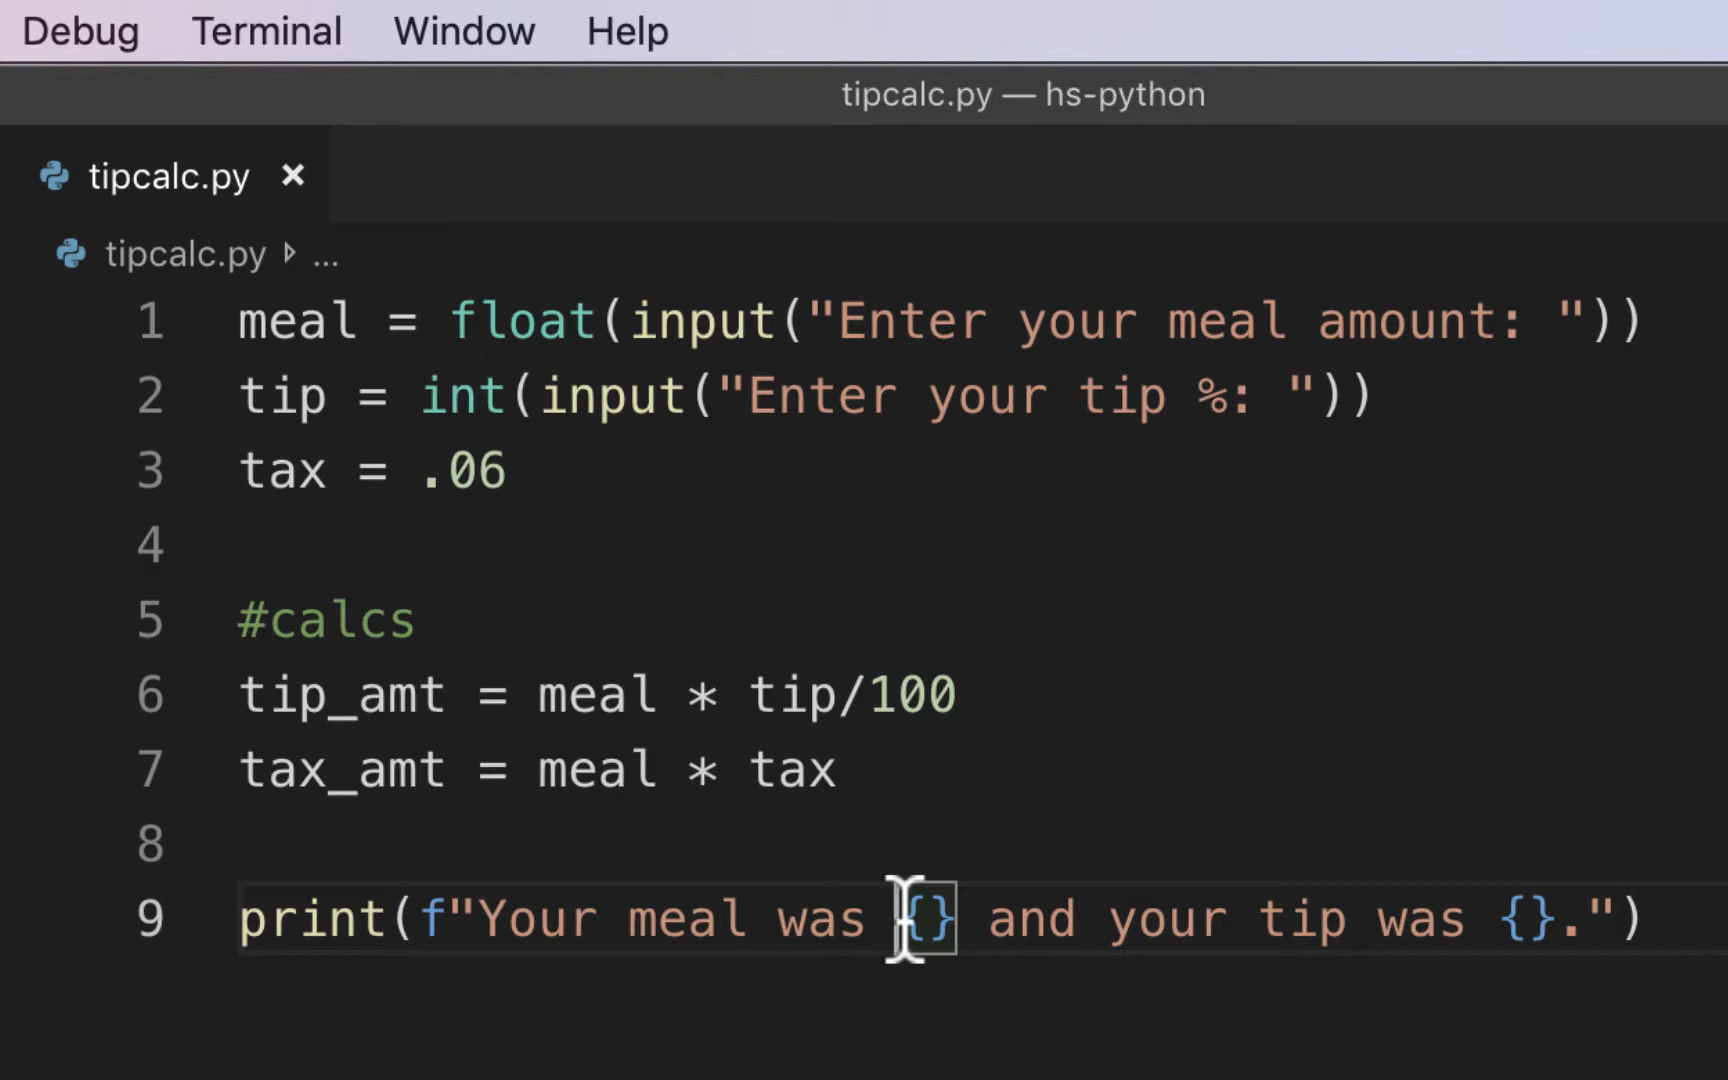 Debug Terminal Window Help
tipcalc.py — hs-python
tipcalc.py ×
tipcalc.py ▷ ...
1 meal = float(input("Enter your meal amount: "))
2 tip = int(input("Enter your tip %: "))
3 tax = .06
4
5 #calcs
6 tip_amt = meal * tip/100
7 tax_amt = meal * tax
8
9 print(f"Your meal was {} and your tip was {}.")